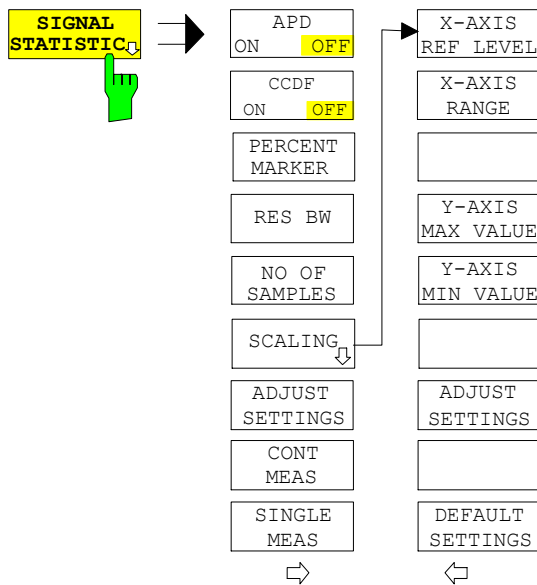 SIGNAL
STATISTIC
APD
ON OFF
CCDF
ON OFF
PERCENT
MARKER
RES BW
NO OF
SAMPLES
SCALING
ADJUST
SETTINGS
CONT
MEAS
SINGLE
MEAS
X-AXIS
REF LEVEL
X-AXIS
RANGE
Y-AXIS
MAX VALUE
Y-AXIS
MIN VALUE
ADJUST
SETTINGS
DEFAULT
SETTINGS